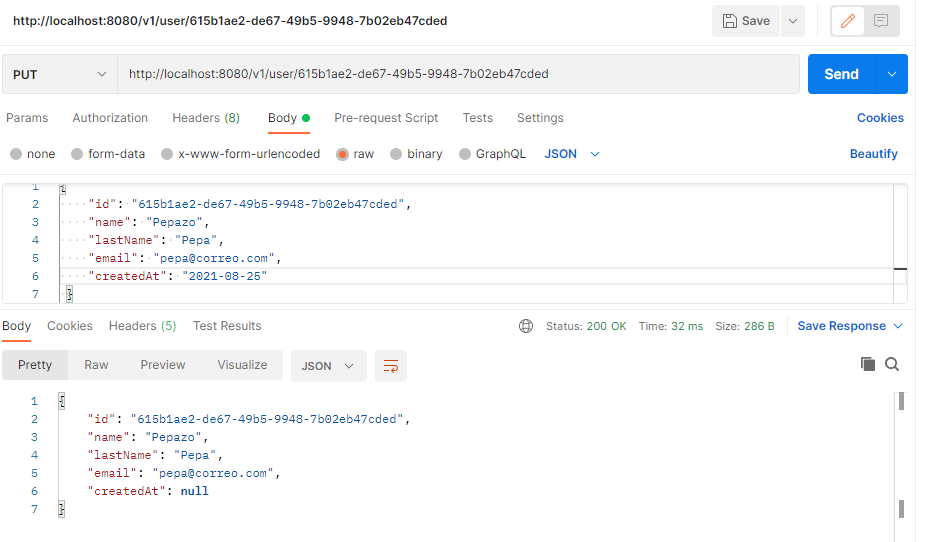 http://localhost:8080/v1/user/615b1ae2-de67-49b5-9948-7b02eb47cded Save
PUT http://localhost:8080/v1/user/615b1ae2-de67-49b5-9948-7b02eb47cded Send
Params Authorization Headers (8) Body Pre-request Script Tests Settings Cookies
none form-data x-www-form-urlencoded raw binary GraphQL JSON Beautify
1 {
2 "id": "615b1ae2-de67-49b5-9948-7b02eb47cded",
3 "name": "Pepazo",
4 "lastName": "Pepa",
5 "email": "pepa@correo.com",
6 "createdAt": "2021-08-25"
7 }
Body Cookies Headers (5) Test Results Status: 200 OK Time: 32 ms Size: 286 B Save Response
Pretty Raw Preview Visualize JSON
1 {
2 "id": "615b1ae2-de67-49b5-9948-7b02eb47cded",
3 "name": "Pepazo",
4 "lastName": "Pepa",
5 "email": "pepa@correo.com",
6 "createdAt": null
7 }